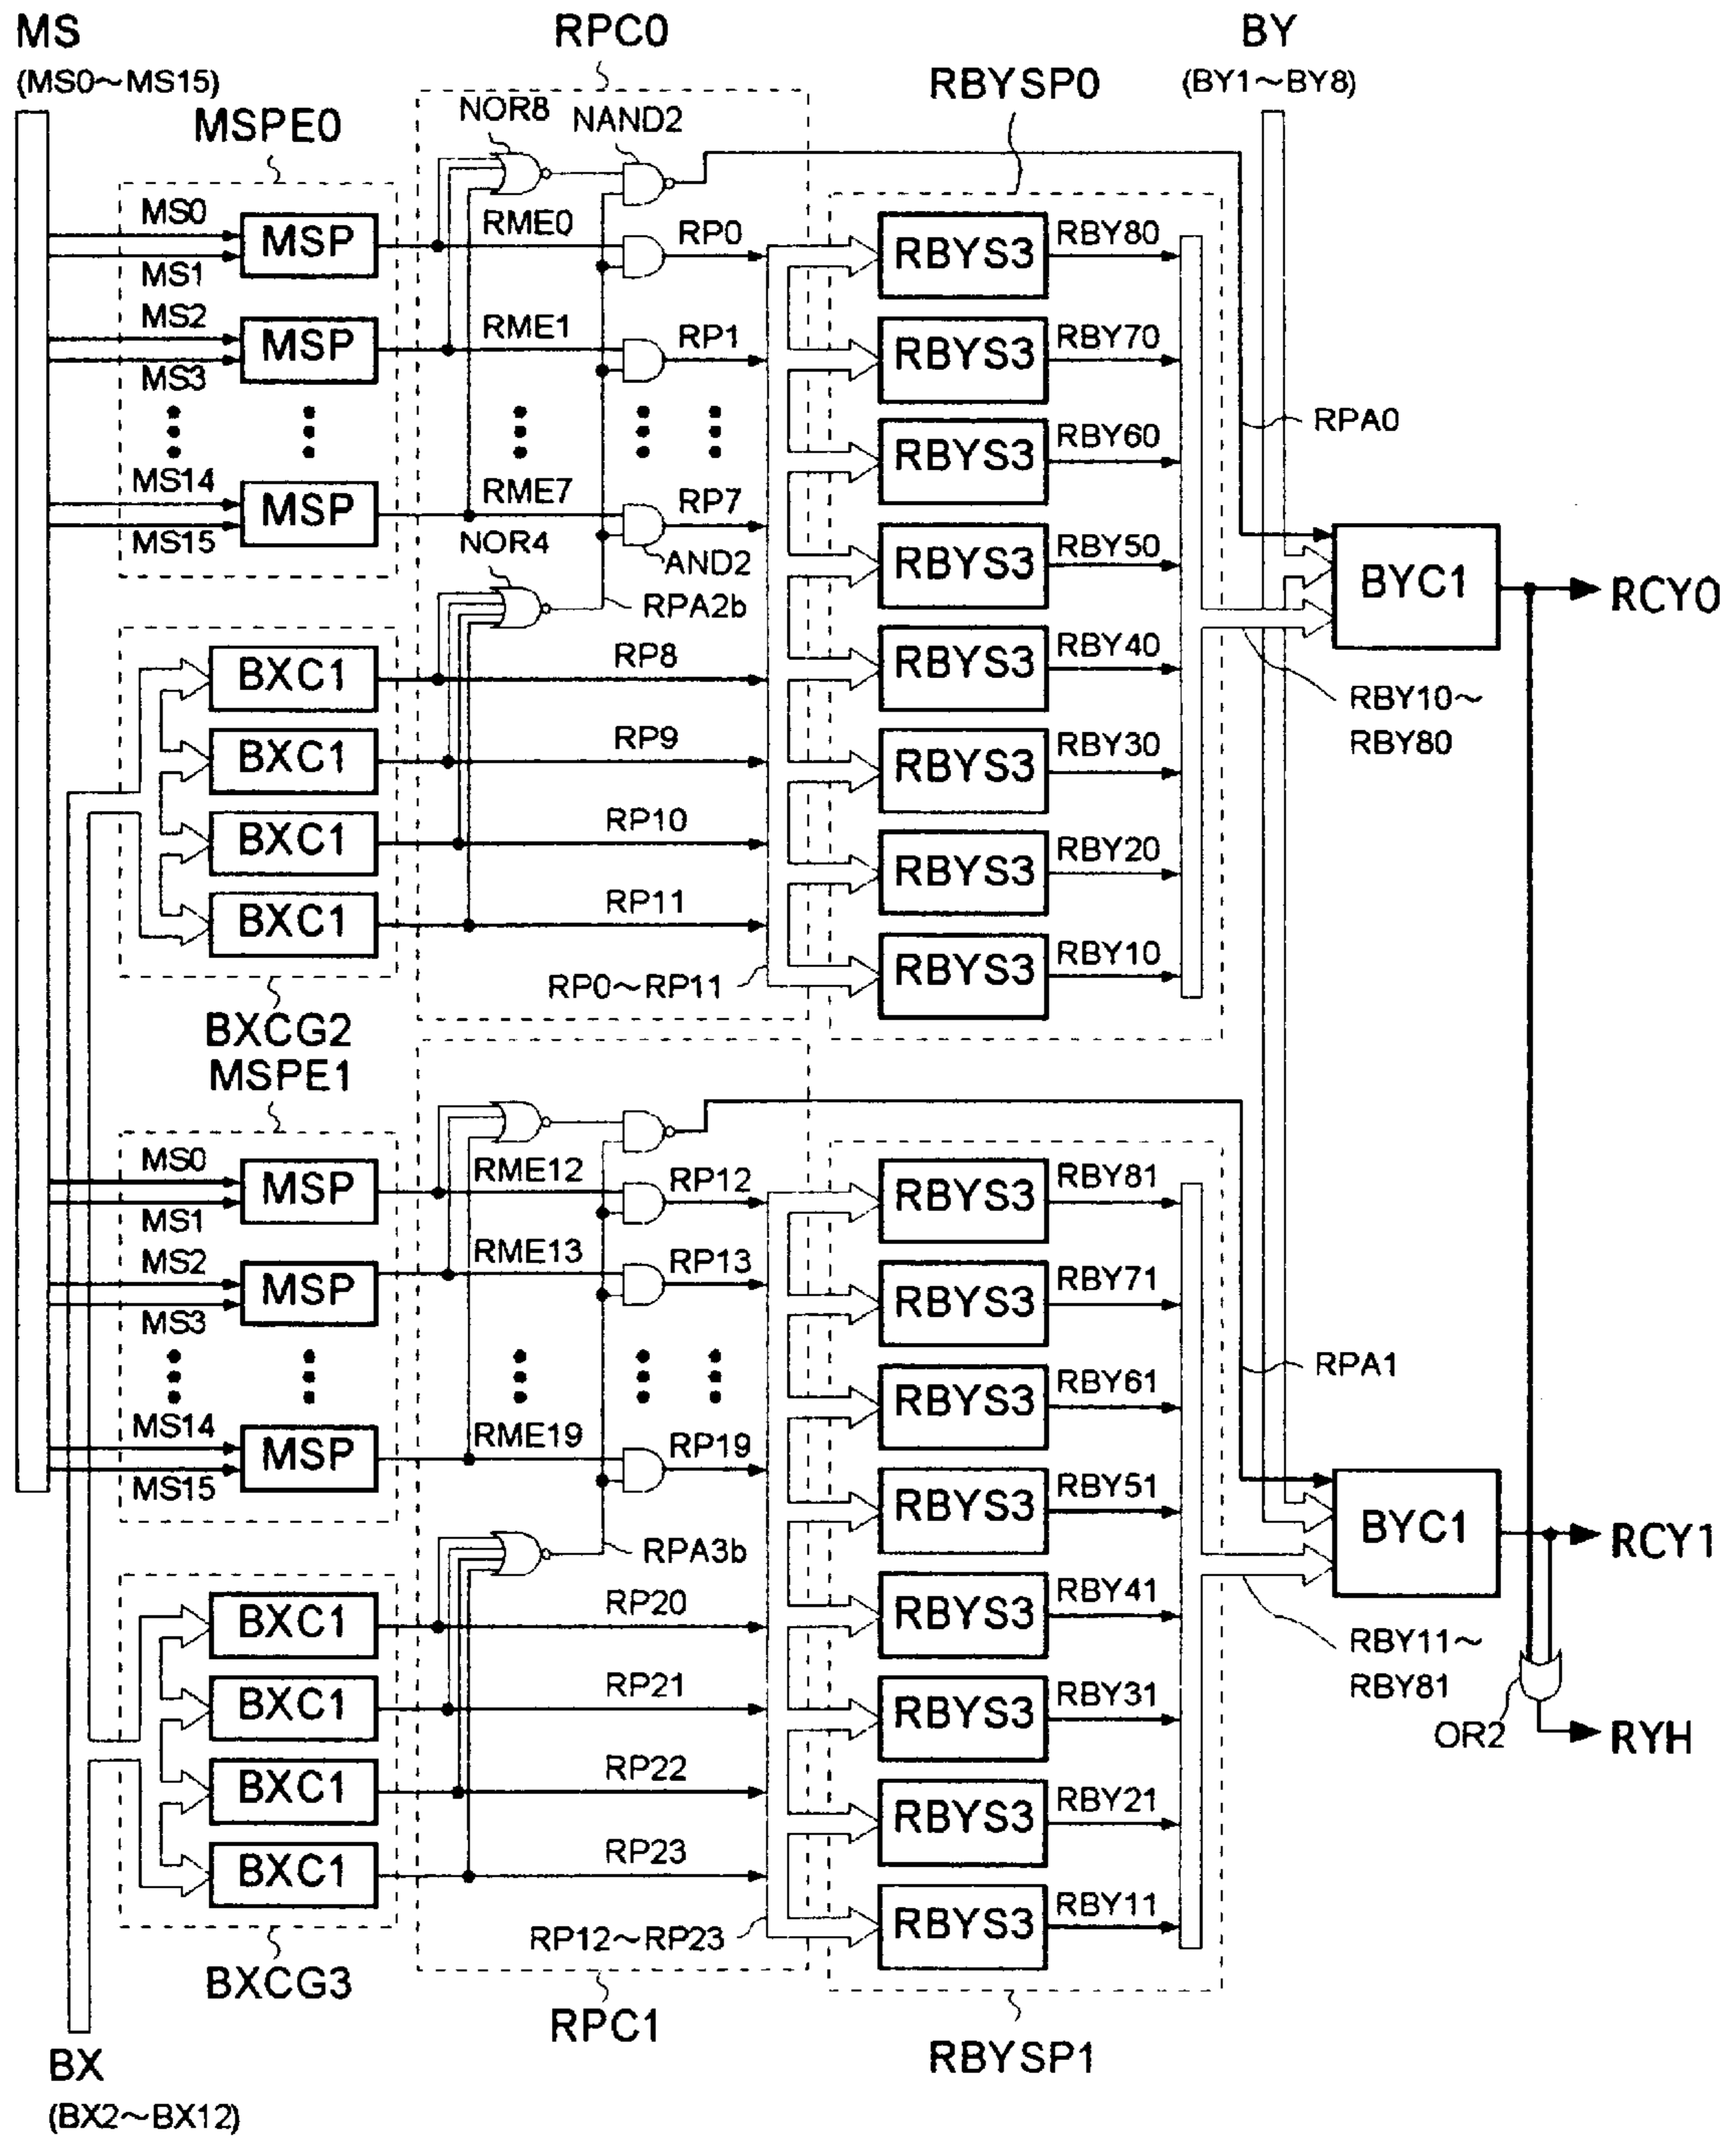 MS
(MS0~MS15)
RPC0
BY
(BY1~BY8)
RBYSP0
MSPE0
NOR8
NAND2
MS0
MSP
MS1
RME0
RP0
RBYS3
RBY80
MS2
MSP
MS3
RME1
RP1
RBYS3
RBY70
RPA0
RBYS3
RBY60
MS14
MSP
MS15
RME7
RP7
NOR4
AND2
RBYS3
RBY50
BYC1
RCY0
RPA2b
BXC1
RP8
RBYS3
RBY40
RBY10~
RBY80
BXC1
RP9
RBYS3
RBY30
BXC1
RP10
RBYS3
RBY20
BXC1
RP11
RBYS3
RBY10
RP0~RP11
BXCG2
MSPE1
MS0
MSP
MS1
RME12
RP12
RBYS3
RBY81
MS2
MSP
MS3
RME13
RP13
RBYS3
RBY71
RPA1
RBYS3
RBY61
MS14
MSP
MS15
RME19
RP19
RBYS3
RBY51
BYC1
RCY1
RPA3b
BXC1
RP20
RBYS3
RBY41
RBY11~
RBY81
BXC1
RP21
RBYS3
RBY31
OR2
RYH
BXC1
RP22
RBYS3
RBY21
BXC1
RP23
RBYS3
RBY11
RP12~RP23
BXCG3
RPC1
RBYSP1
BX
(BX2~BX12)